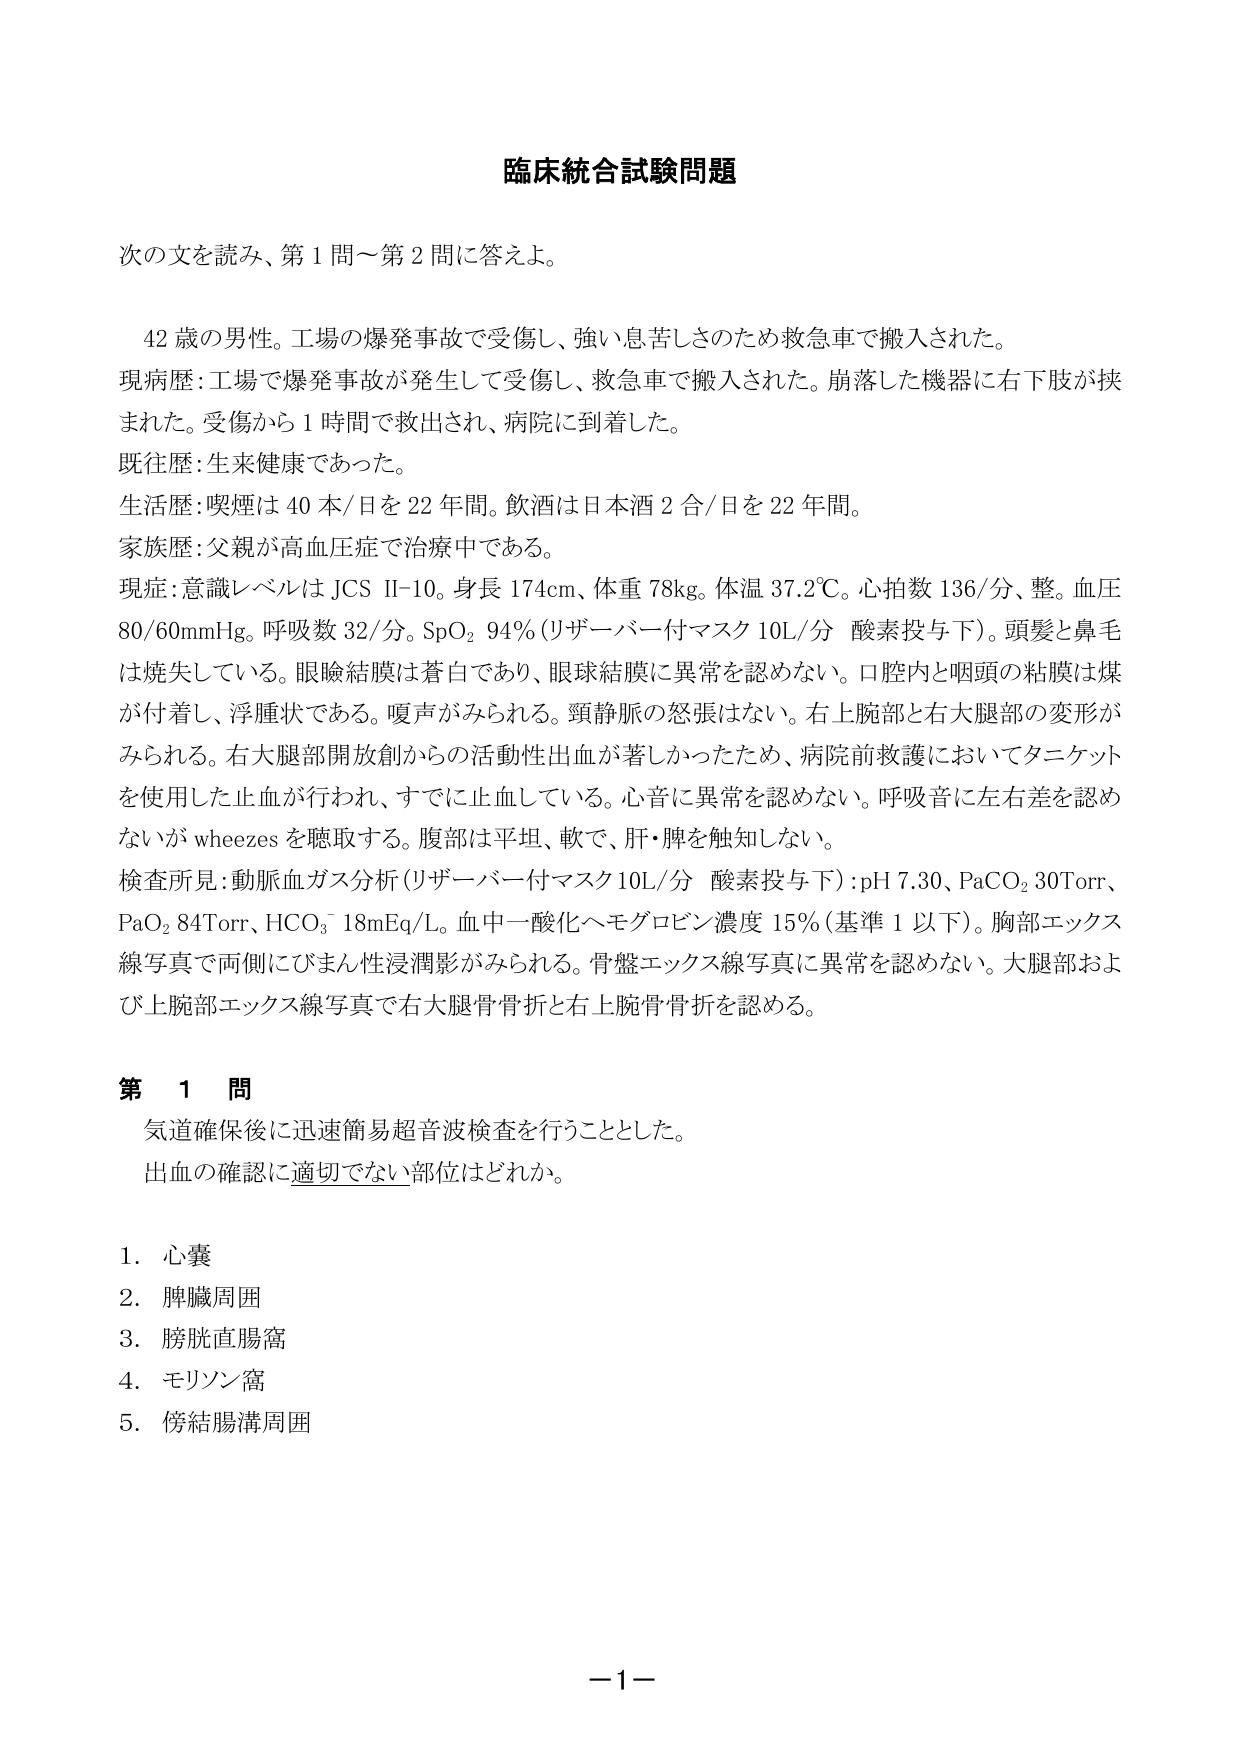 臨床統合試験問題
次の文を読み、第1問～第2問に答えよ。
42歳の男性。工場の爆発事故で受傷し、強い息苦しさのため救急車で搬入された。
現病歴:工場で爆発事故が発生して受傷し、救急車で搬入された。崩落した機器に右下肢が挟
まれた。受傷から1時間で救出され、病院に到着した。
既往歴:生来健康であった。
生活歴:喫煙は40本/日を22年間。飲酒は日本酒2合/日を22年間。
家族歴:父親が高血圧症で治療中である。
現症:意識レベルは JCS II-10。身長 174cm、体重 78kg。体温 37.2℃。心拍数 136/分、整。血圧
80/60mmHg。呼吸数 32/分。SpO₂ 94%(リザーバー付マスク 10L/分 酸素投与下)。頭髪と鼻毛
は焼失している。眼瞼結膜は蒼白であり、眼球結膜に異常を認めない。口腔内と咽頭の粘膜は煤
が付着し、浮腫状である。嗄声がみられる。頸静脈の怒張はない。右上腕部と右大腿部の変形が
みられる。右大腿部開放創からの活動性出血が著しかったため、病院前救護においてタニケット
を使用した止血が行われ、すでに止血している。心音に異常を認めない。呼吸音に左右差を認め
ないが wheezes を聴取する。腹部は平坦、軟で、肝・脾を触知しない。
検査所見:動脈血ガス分析(リザーバー付マスク10L/分 酸素投与下):pH 7.30、PaCO₂ 30Torr、
PaO₂ 84Torr、HCO₃⁻ 18mEq/L。血中一酸化ヘモグロビン濃度 15%(基準 1 以下)。胸部エックス
線写真で両側にびまん性浸潤影がみられる。骨盤エックス線写真に異常を認めない。大腿部およ
び上腕部エックス線写真で右大腿骨骨折と右上腕骨骨折を認める。
第 1 問
気道確保後に迅速簡易超音波検査を行うこととした。
出血の確認に適切でない部位はどれか。
1. 心嚢
2. 脾臓周囲
3. 膀胱直腸窩
4. モリソン窩
5. 傍結腸溝周囲
－1－